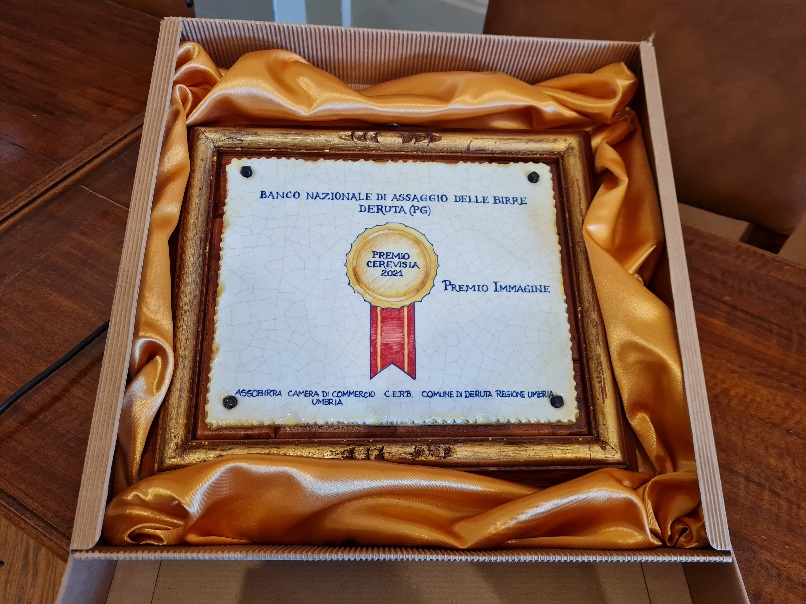 BANCO NAZIONALE DI ASSAGGIO DELLE BIRRE
DERUTA (PG)
PREMIO
CEREVISIA
2021
PREMIO IMMAGINE
ASSOBIRRA CAMERA DI COMMERCIO C.E.R.B. COMUNE DI DERUTA REGIONE UMBRIA
UMBRIA